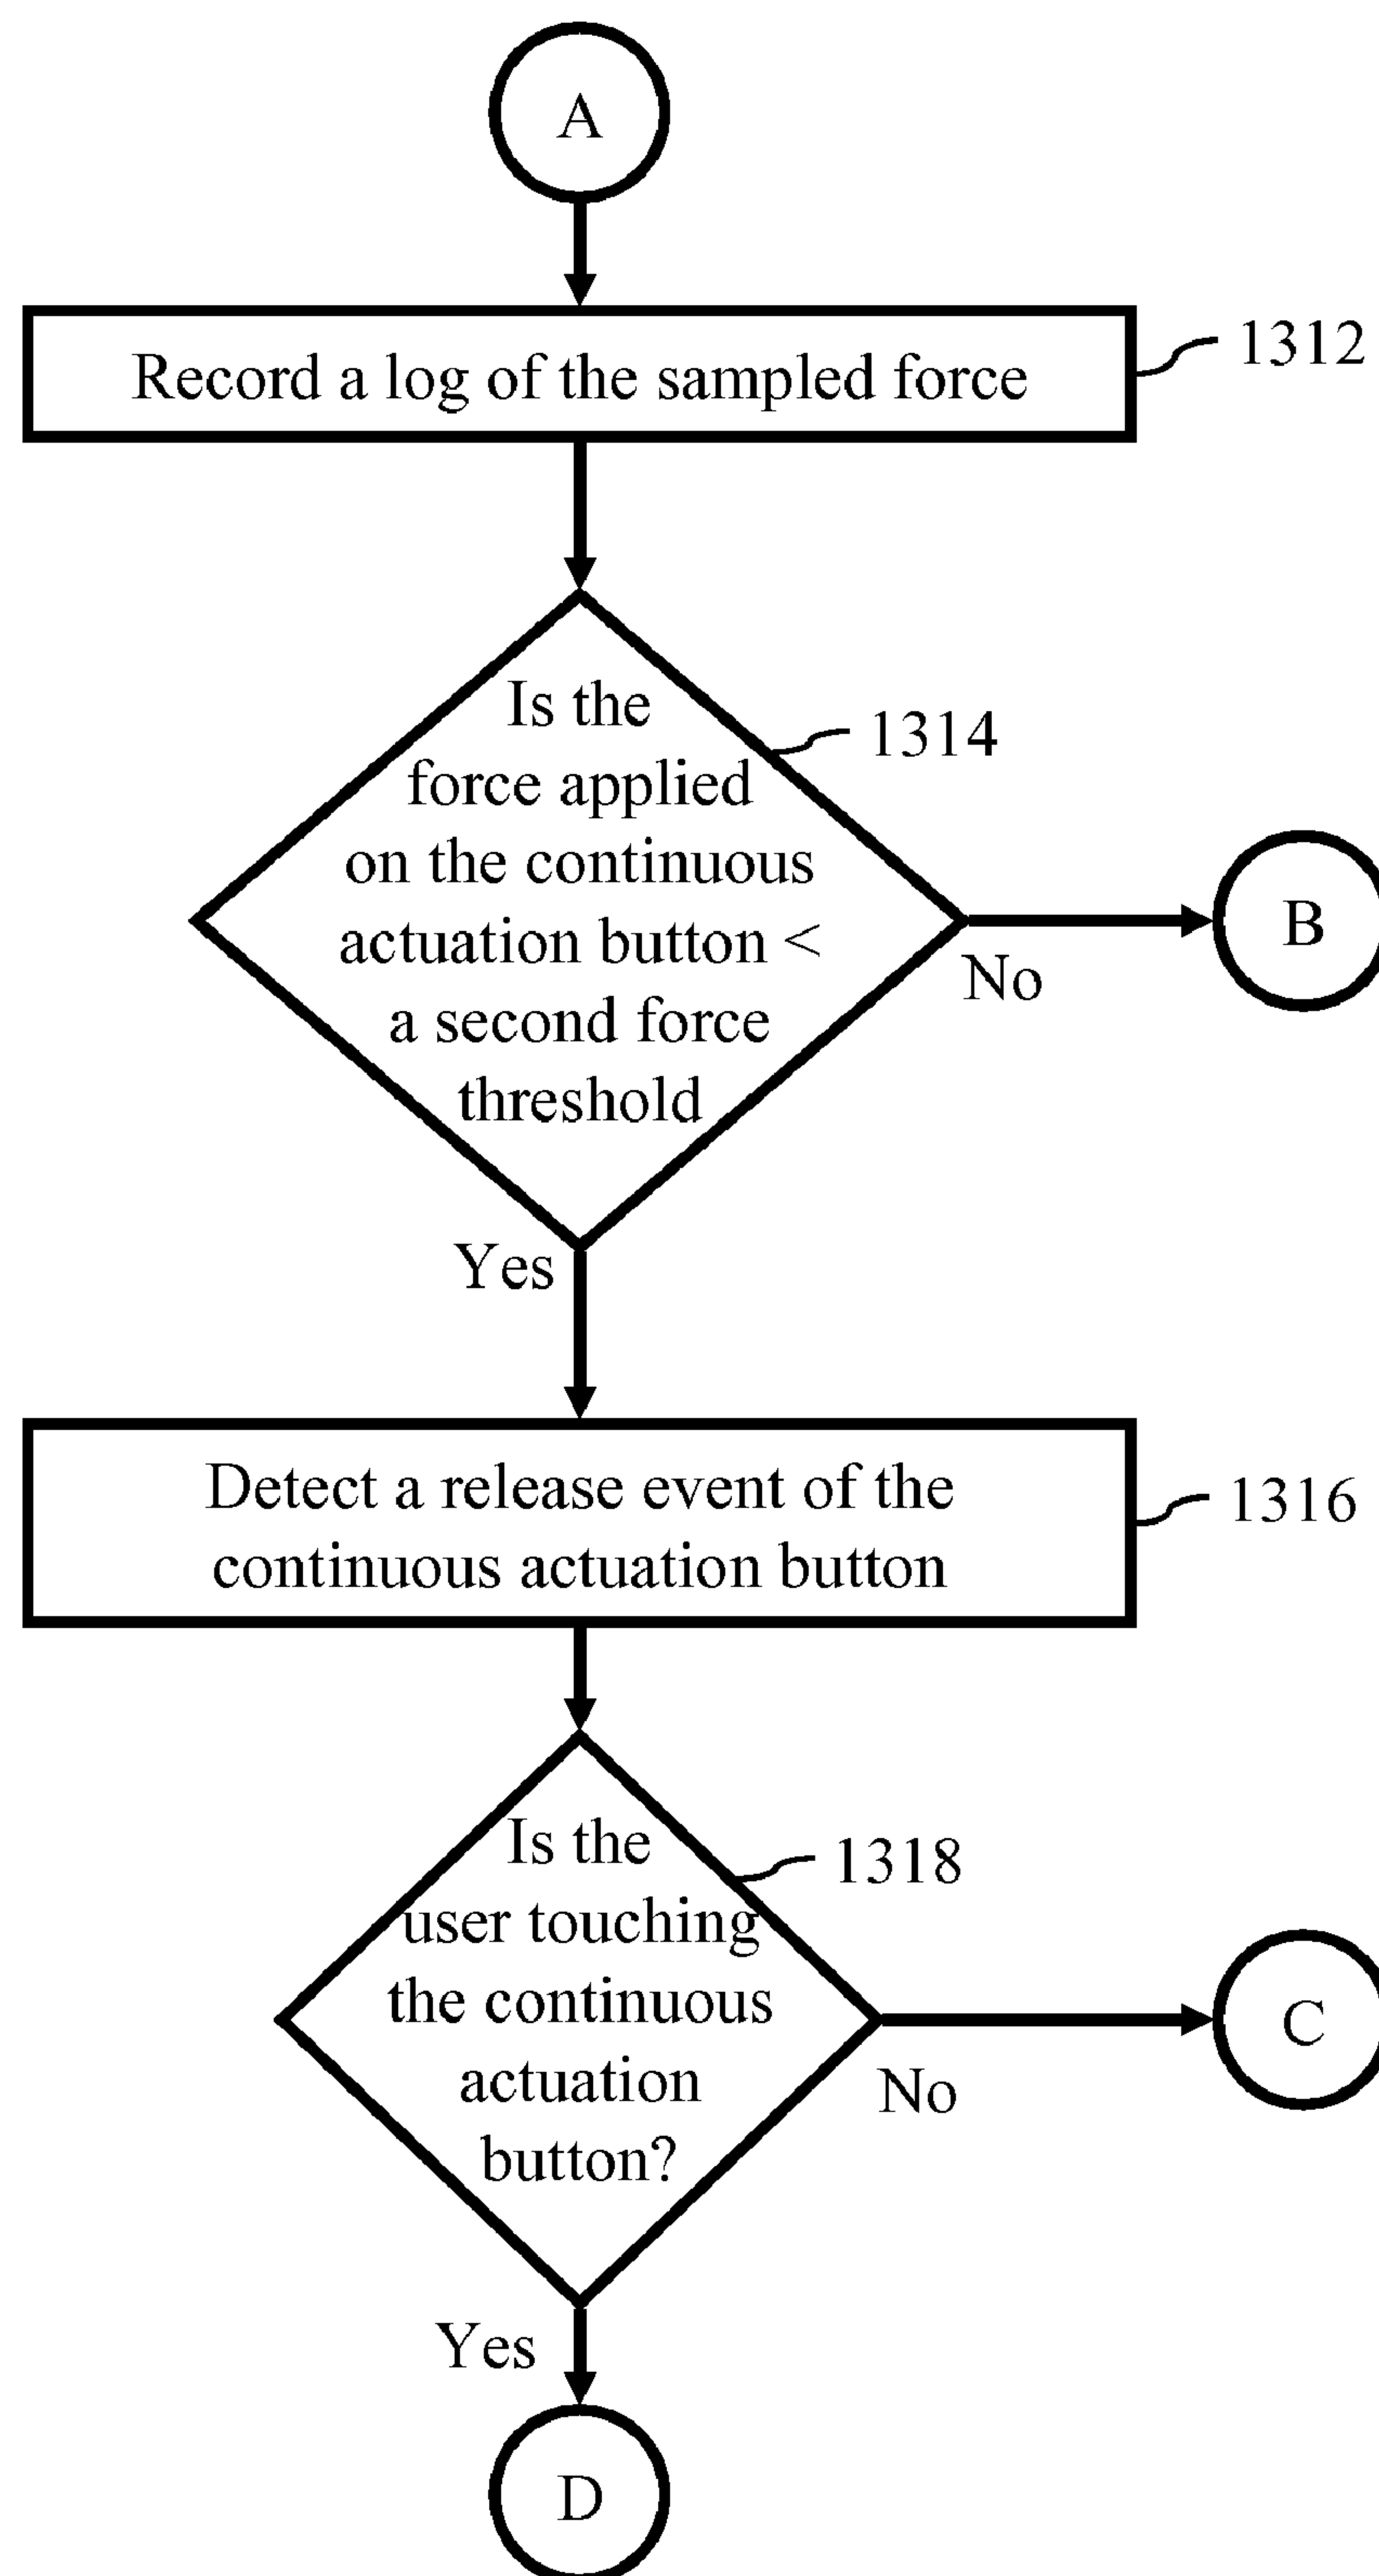 A
Record a log of the sampled force
1312
Is the
force applied
on the continuous
actuation button <
a second force
threshold
1314
No
B
Yes
Detect a release event of the
continuous actuation button
1316
Is the
user touching
the continuous
actuation
button?
1318
No
C
Yes
D